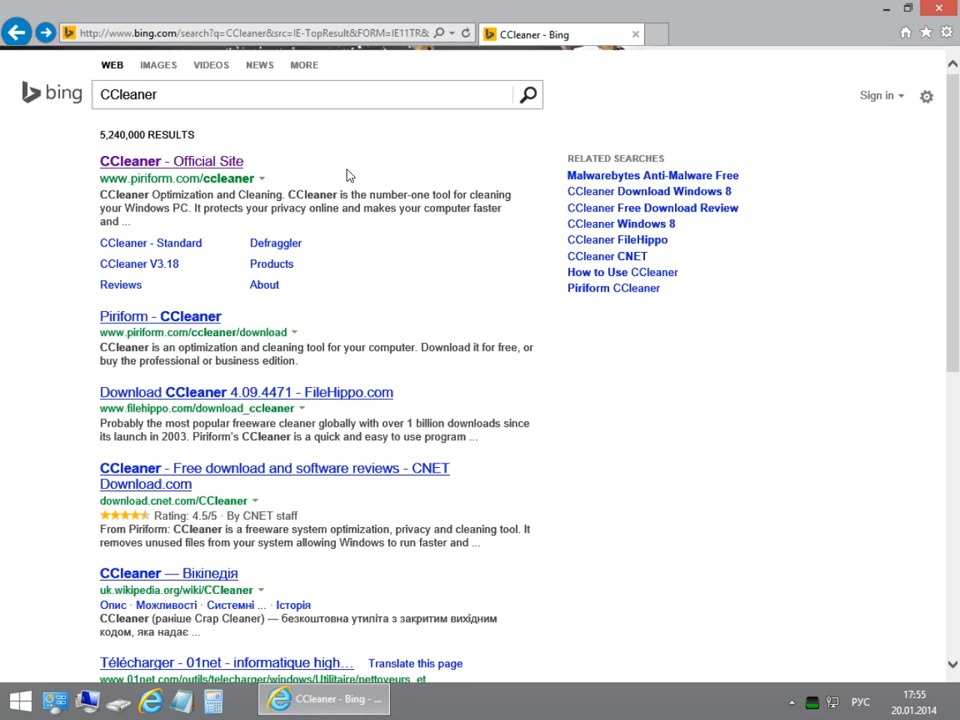 http://www.bing.com/search?q=CCleaner&src=IE-TopResult&FORM=IE11TR&
CCleaner - Bing
WEB IMAGES VIDEOS NEWS MORE
bing
CCleaner
Sign in
5,240,000 RESULTS
CCleaner - Official Site
www.piriform.com/ccleaner
CCleaner Optimization and Cleaning. CCleaner is the number-one tool for cleaning
your Windows PC. It protects your privacy online and makes your computer faster
and ...
CCleaner - Standard Defraggler
CCleaner V3.18 Products
Reviews About
RELATED SEARCHES
Malwarebytes Anti-Malware Free
CCleaner Download Windows 8
CCleaner Free Download Review
CCleaner Windows 8
CCleaner FileHippo
CCleaner CNET
How to Use CCleaner
Piriform CCleaner
Piriform - CCleaner
www.piriform.com/ccleaner/download
CCleaner is an optimization and cleaning tool for your computer. Download it for free, or
buy the professional or business edition.
Download CCleaner 4.09.4471 - FileHippo.com
www.filehippo.com/download_ccleaner
Probably the most popular freeware cleaner globally with over 1 billion downloads since
its launch in 2003. Piriform's CCleaner is a quick and easy to use program ...
CCleaner - Free download and software reviews - CNET
Download.com
download.cnet.com/CCleaner
Rating: 4.5/5 · By CNET staff
From Piriform: CCleaner is a freeware system optimization, privacy and cleaning tool. It
removes unused files from your system allowing Windows to run faster and ...
CCleaner — Вікіпедія
uk.wikipedia.org/wiki/CCleaner
Опис · Можливості · Системні ... · Історія
CCleaner (раніше Crap Cleaner) — безкоштовна утиліта з закритим вихідним
кодом, яка надає ...
Télécharger - 01net - informatique high… Translate this page
www.01net.com/outils/telecharger/windows/Utilitaire/nettoyeurs_et
CCleaner - Bing - ...
РУС
17:55
20.01.2014